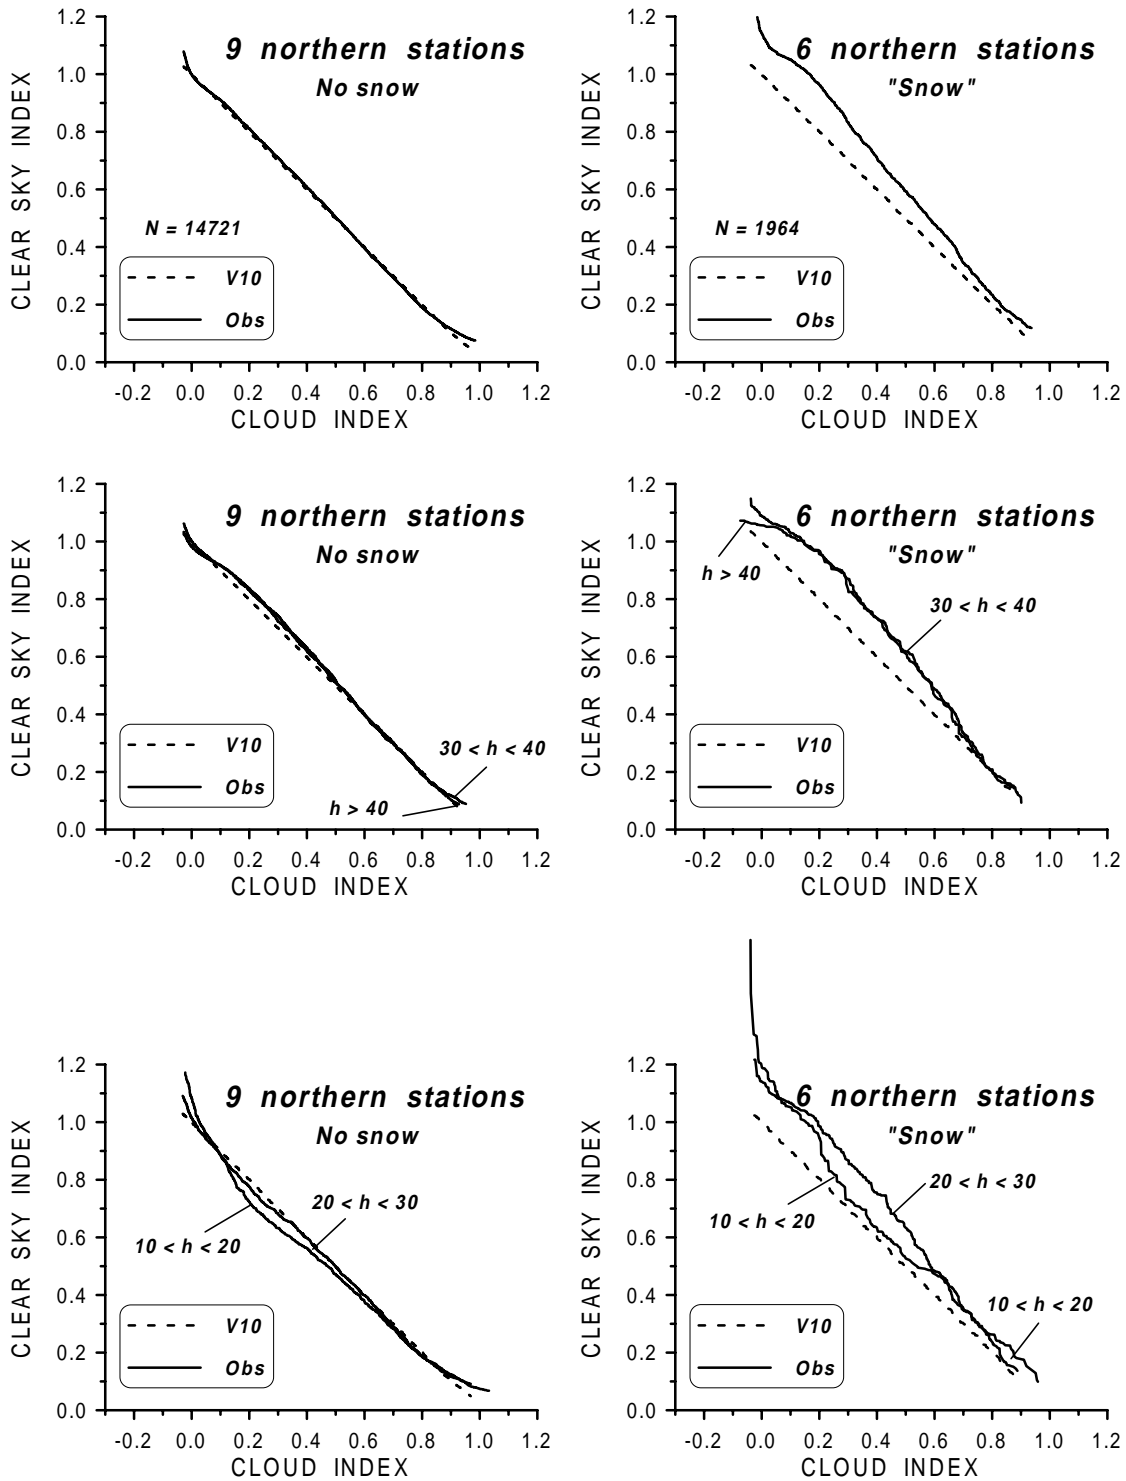 9 northern stations
No snow
CLEAR SKY INDEX
1.2
1.0
0.8
0.6
0.4
0.2
0.0
N = 14721
V10
Obs
-0.2 0.0 0.2 0.4 0.6 0.8 1.0 1.2
CLOUD INDEX
6 northern stations
"Snow"
CLEAR SKY INDEX
1.2
1.0
0.8
0.6
0.4
0.2
0.0
N = 1964
V10
Obs
-0.2 0.0 0.2 0.4 0.6 0.8 1.0 1.2
CLOUD INDEX
9 northern stations
No snow
CLEAR SKY INDEX
1.2
1.0
0.8
0.6
0.4
0.2
0.0
V10
Obs
30 < h < 40
h > 40
-0.2 0.0 0.2 0.4 0.6 0.8 1.0 1.2
CLOUD INDEX
6 northern stations
"Snow"
CLEAR SKY INDEX
1.2
1.0
0.8
0.6
0.4
0.2
0.0
h > 40
30 < h < 40
V10
Obs
-0.2 0.0 0.2 0.4 0.6 0.8 1.0 1.2
CLOUD INDEX
9 northern stations
No snow
CLEAR SKY INDEX
1.2
1.0
0.8
0.6
0.4
0.2
0.0
20 < h < 30
10 < h < 20
V10
Obs
-0.2 0.0 0.2 0.4 0.6 0.8 1.0 1.2
CLOUD INDEX
6 northern stations
"Snow"
CLEAR SKY INDEX
1.2
1.0
0.8
0.6
0.4
0.2
0.0
20 < h < 30
10 < h < 20
10 < h < 20
V10
Obs
-0.2 0.0 0.2 0.4 0.6 0.8 1.0 1.2
CLOUD INDEX